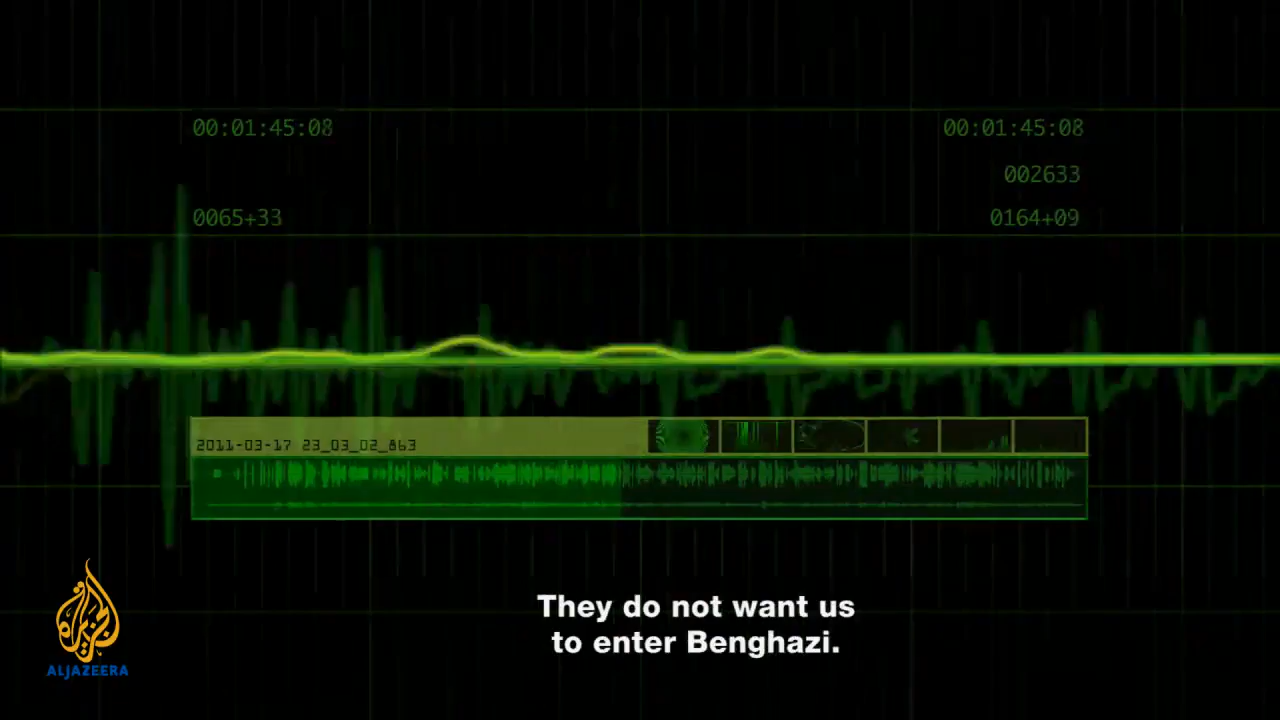 00:01:45:08
00:01:45:08
002633
0065+33
0164+09
2011-03-17 23_03_02_863
They do not want us
to enter Benghazi.
الجزيرة
ALJAZEERA